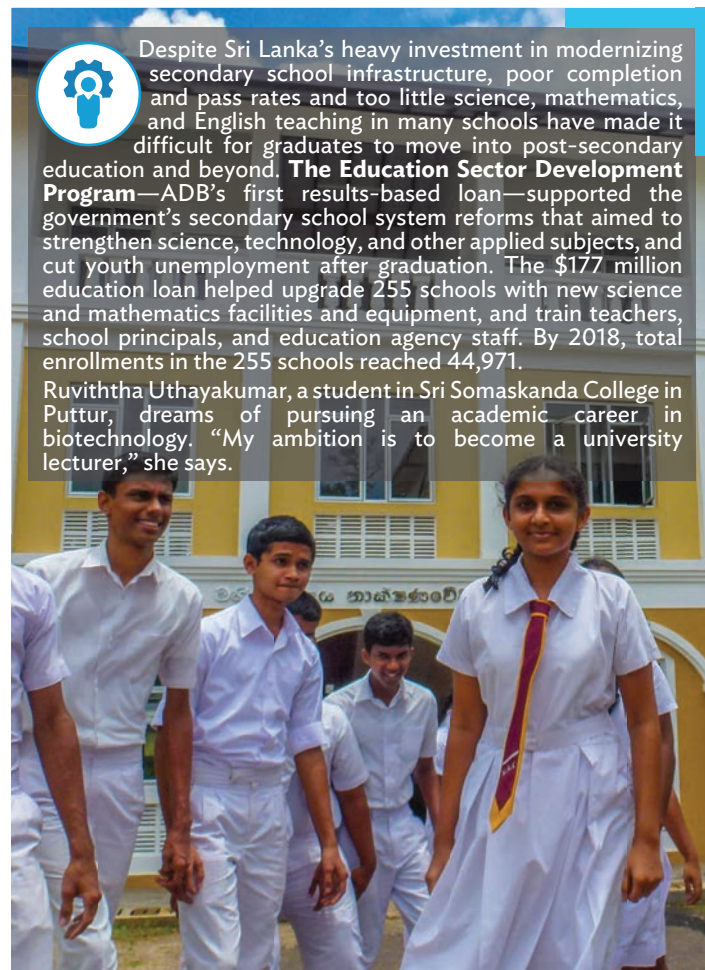 Despite Sri Lanka’s heavy investment in modernizing
secondary school infrastructure, poor completion
and pass rates and too little science, mathematics,
and English teaching in many schools have made it
difficult for graduates to move into post-secondary
education and beyond. The Education Sector Development
Program—ADB’s first results-based loan—supported the
government’s secondary school system reforms that aimed to
strengthen science, technology, and other applied subjects, and
cut youth unemployment after graduation. The $177 million
education loan helped upgrade 255 schools with new science
and mathematics facilities and equipment, and train teachers,
school principals, and education agency staff. By 2018, total
enrollments in the 255 schools reached 44,971.
Ruviththa Uthayakumar, a student in Sri Somaskanda College in
Puttur, dreams of pursuing an academic career in
biotechnology. “My ambition is to become a university
lecturer,” she says.